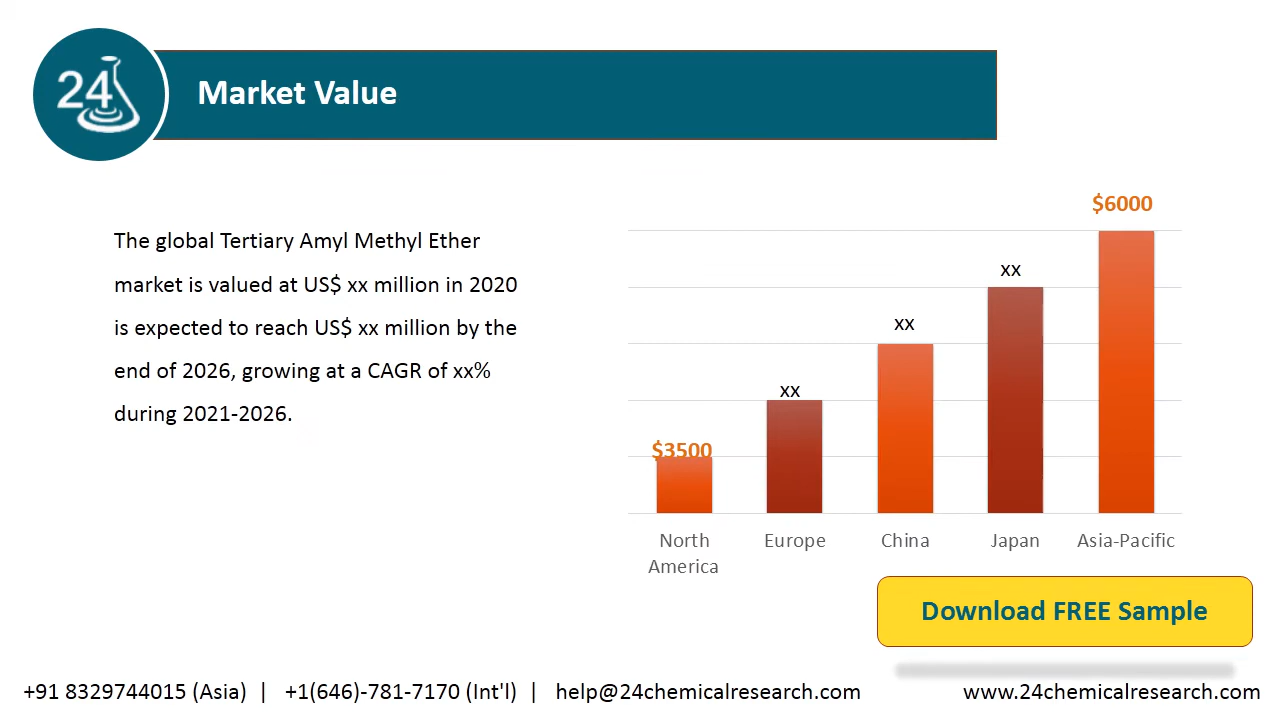 24
Market Value
The global Tertiary Amyl Methyl Ether
market is valued at US$ xx million in 2020
is expected to reach US$ xx million by the
end of 2026, growing at a CAGR of xx%
during 2021-2026.
$6000
xx
xx
xx
$3500
North
America
Europe
China
Japan
Asia-Pacific
Download FREE Sample
+91 8329744015 (Asia) | +1(646)-781-7170 (Int'l) | help@24chemicalresearch.com
www.24chemicalresearch.com